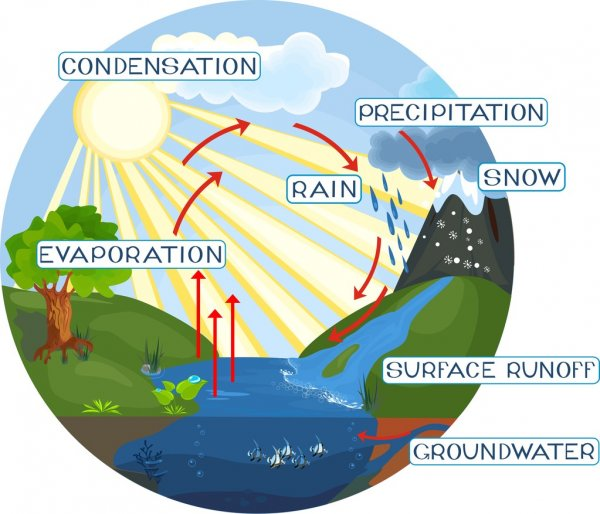 CONDENSATION
PRECIPITATION
RAIN
SNOW
EVAPORATION
SURFACE RUNOFF
GROUNDWATER